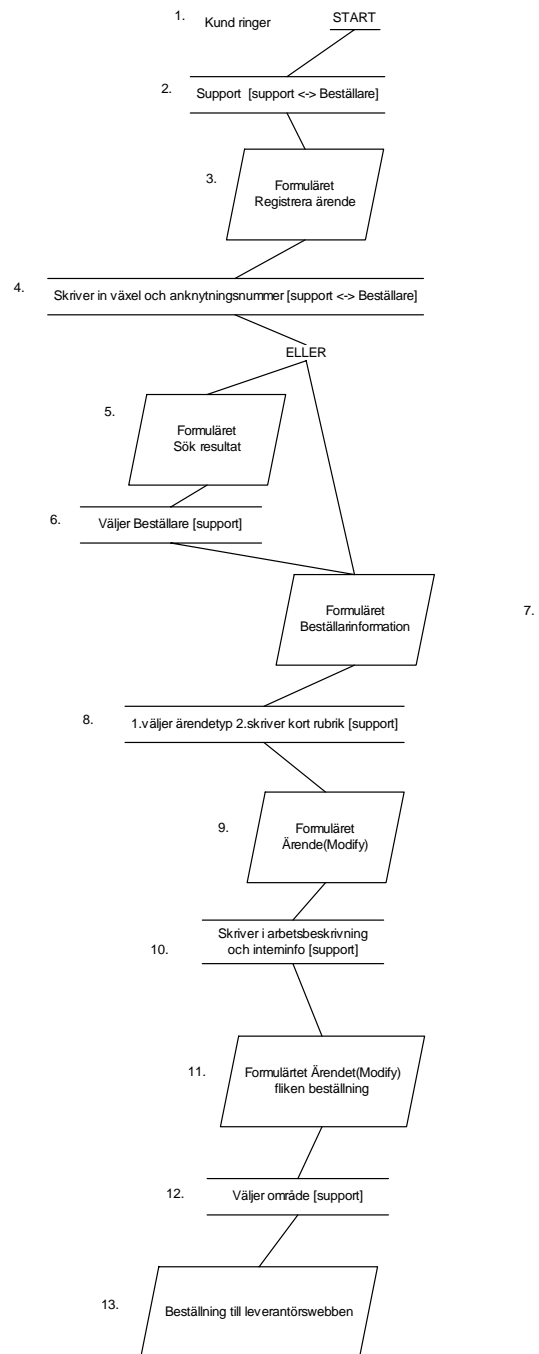 1. Kund ringer START
2. Support [support <-> Beställare]
3. Formuläret
Registrera ärende
4. Skriver in växel och anknytningsnummer [support <-> Beställare]
ELLER
5. Formuläret
Sök resultat
6. Väljer Beställare [support]
Formuläret
Beställarinformation
7.
8. 1.väljer ärendetyp 2.skriver kort rubrik [support]
9. Formuläret
Ärende(Modify)
10. Skriver i arbetsbeskrivning
och interninfo [support]
11. Formulärtet Ärendet(Modify)
fliken beställning
12. Väljer område [support]
13. Beställning till leverantörswebben